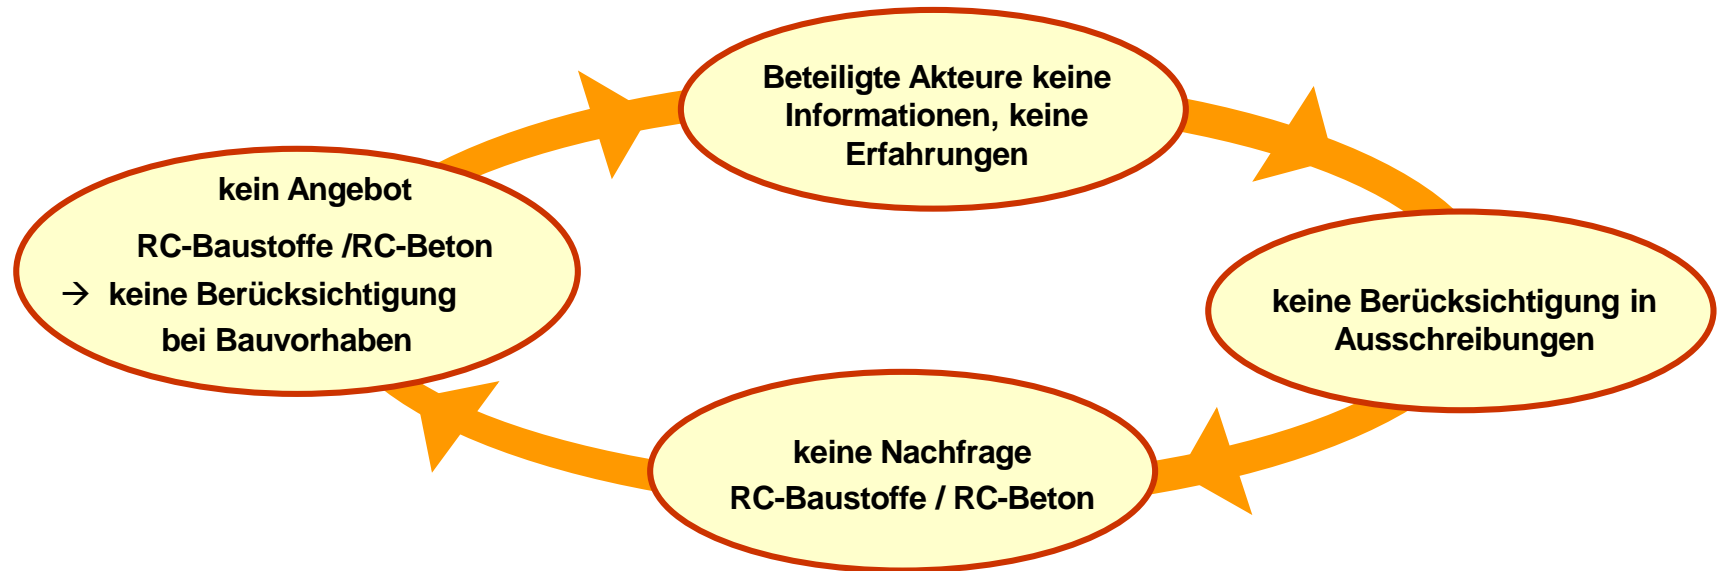 Beteiligte Akteure keine
Informationen, keine
Erfahrungen
kein Angebot
RC-Baustoffe /RC-Beton
→ keine Berücksichtigung
bei Bauvorhaben
keine Berücksichtigung in
Ausschreibungen
keine Nachfrage
RC-Baustoffe / RC-Beton